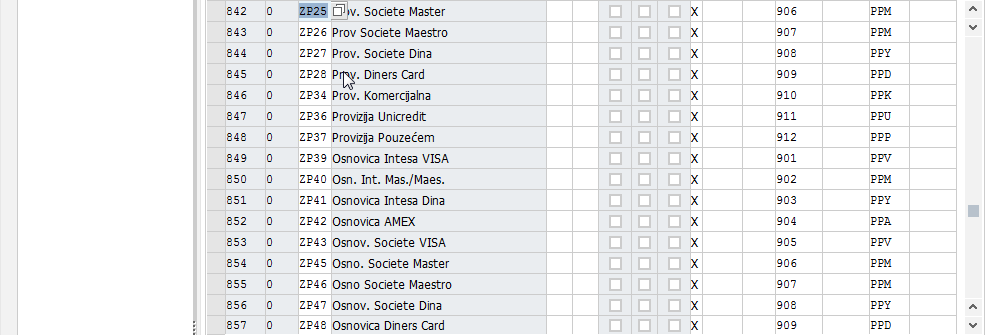 842 0 ZP25 ov. Societe Master X 906 PPM
843 0 ZP26 Prov Societe Maestro X 907 PPM
844 0 ZP27 Prov. Societe Dina X 908 PPY
845 0 ZP28 Prov. Diners Card X 909 PPD
846 0 ZP34 Prov. Komercijalna X 910 PPK
847 0 ZP36 Provizija Unicredit X 911 PPU
848 0 ZP37 Provizija Pouzećem X 912 PPP
849 0 ZP39 Osnovica Intesa VISA X 901 PPV
850 0 ZP40 Osn. Int. Mas./Maes. X 902 PPM
851 0 ZP41 Osnovica Intesa Dina X 903 PPY
852 0 ZP42 Osnovica AMEX X 904 PPA
853 0 ZP43 Osnov. Societe VISA X 905 PPV
854 0 ZP45 Osno. Societe Master X 906 PPM
855 0 ZP46 Osno Societe Maestro X 907 PPM
856 0 ZP47 Osnov. Societe Dina X 908 PPY
857 0 ZP48 Osnovica Diners Card X 909 PPD